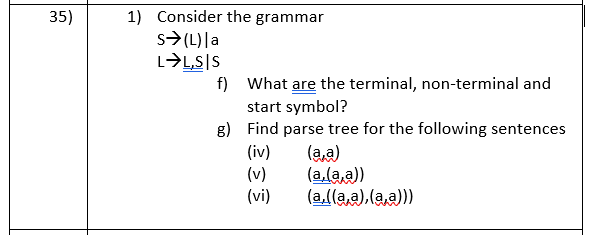 35) 1) Consider the grammar
S→(L)|a
L→L,S|S
f) What are the terminal, non-terminal and
start symbol?
g) Find parse tree for the following sentences
(iv) (a,a)
(v) (a,(a,a))
(vi) (a,((a,a),(a,a)))